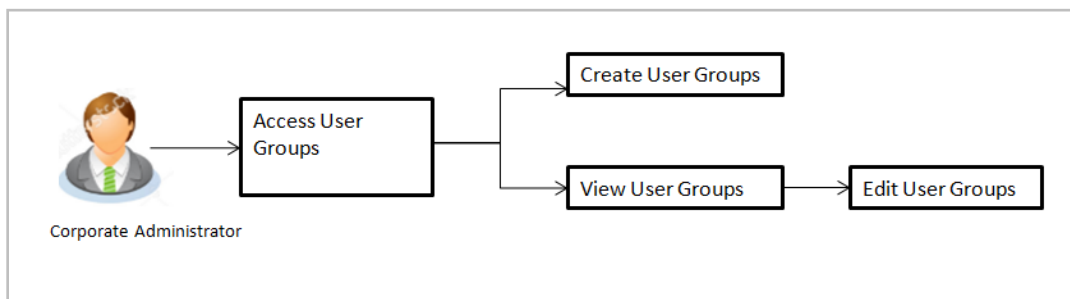 Create User Groups
Access User
Groups
View User Groups
Edit User Groups
Corporate Administrator